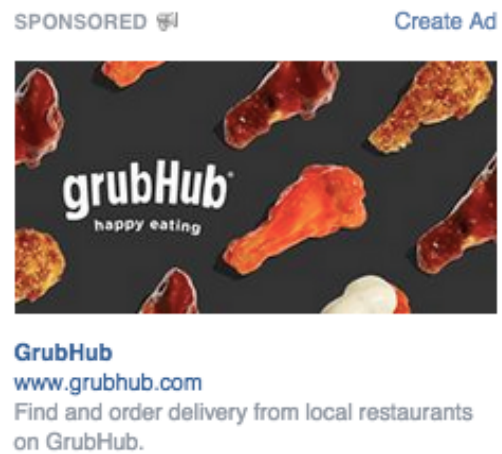 SPONSORED
Create Ad
grubHub
happy eating
GrubHub
www.grubhub.com
Find and order delivery from local restaurants
on GrubHub.